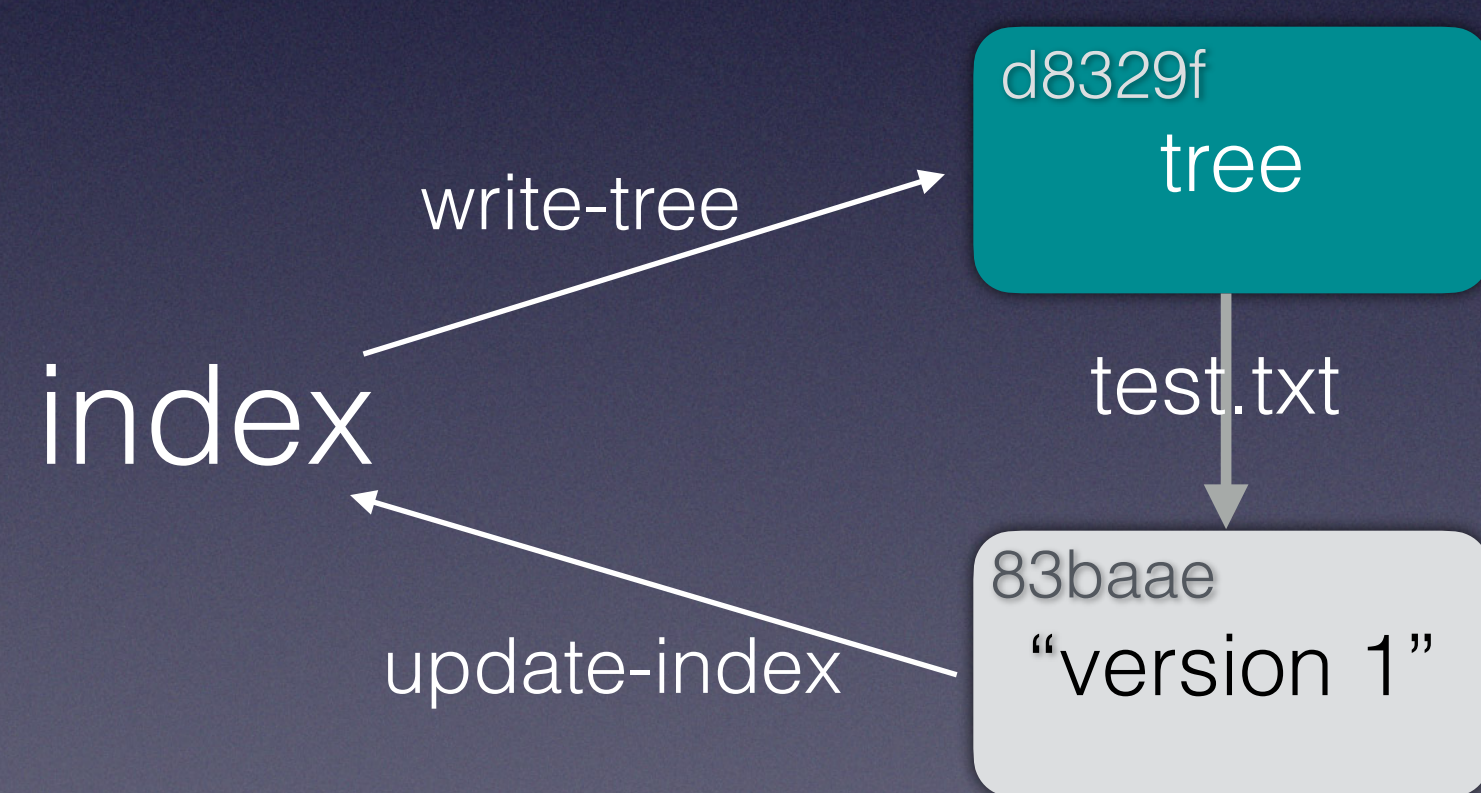 d8329f
tree
write-tree
index
test.txt
83baae
“version 1”
update-index